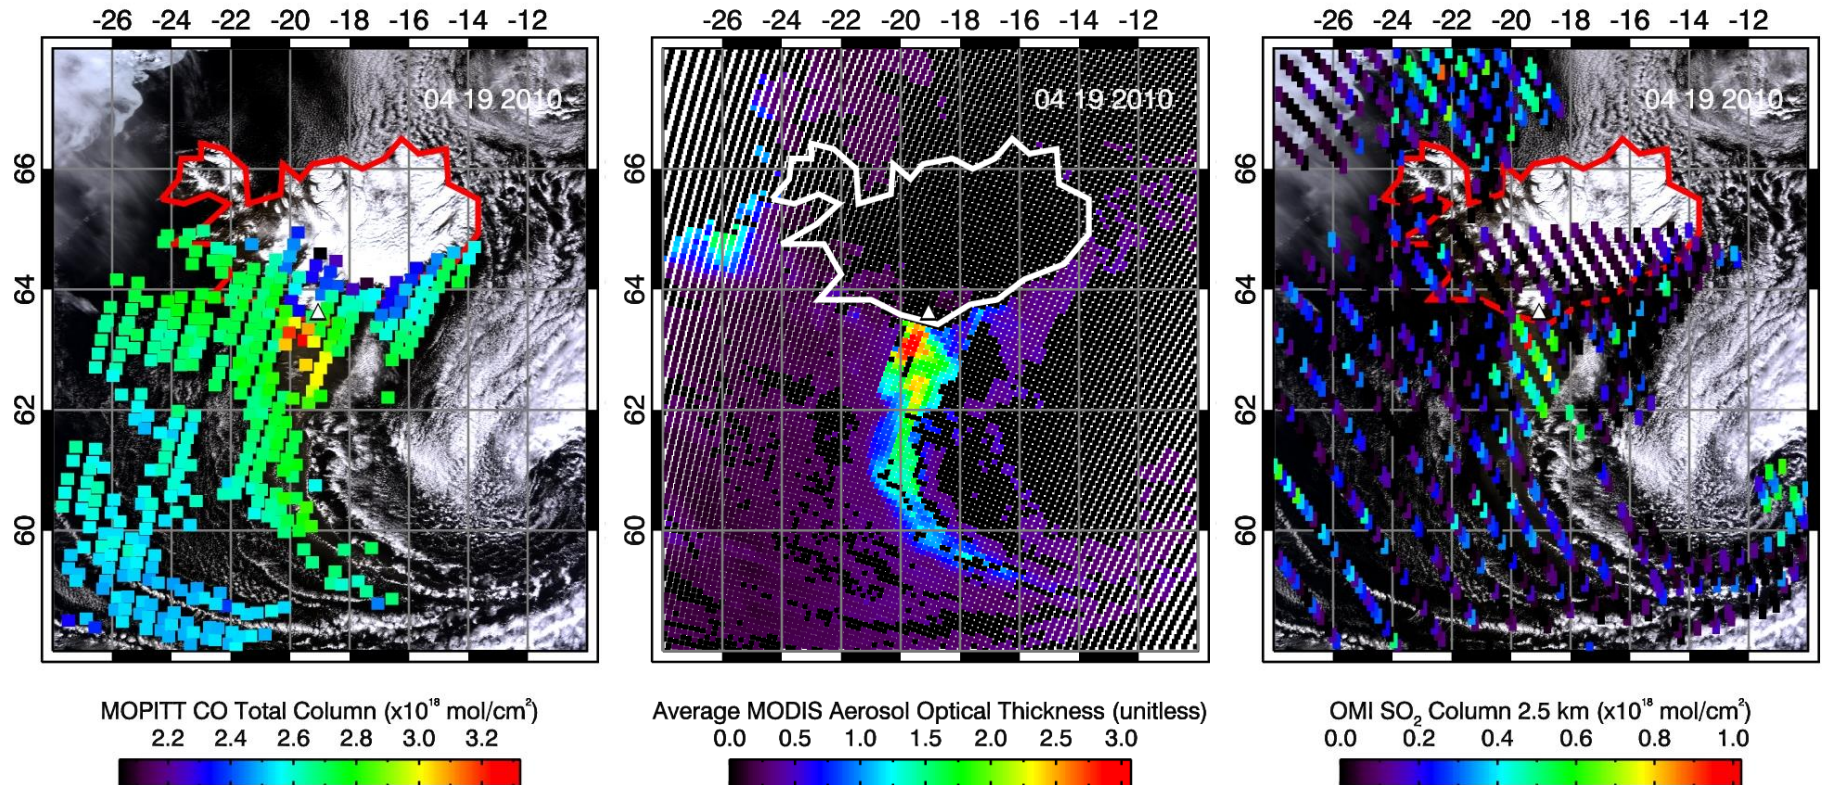 -26 -24 -22 -20 -18 -16 -14 -12
-26 -24 -22 -20 -18 -16 -14 -12
-26 -24 -22 -20 -18 -16 -14 -12
04 19 2010
04 19 2010
04 19 2010
66
64
62
60
66
64
62
60
66
64
62
60
MOPITT CO Total Column (x10¹⁸ mol/cm²)
2.2 2.4 2.6 2.8 3.0 3.2
Average MODIS Aerosol Optical Thickness (unitless)
0.0 0.5 1.0 1.5 2.0 2.5 3.0
OMI SO₂ Column 2.5 km (x10¹⁸ mol/cm²)
0.0 0.2 0.4 0.6 0.8 1.0